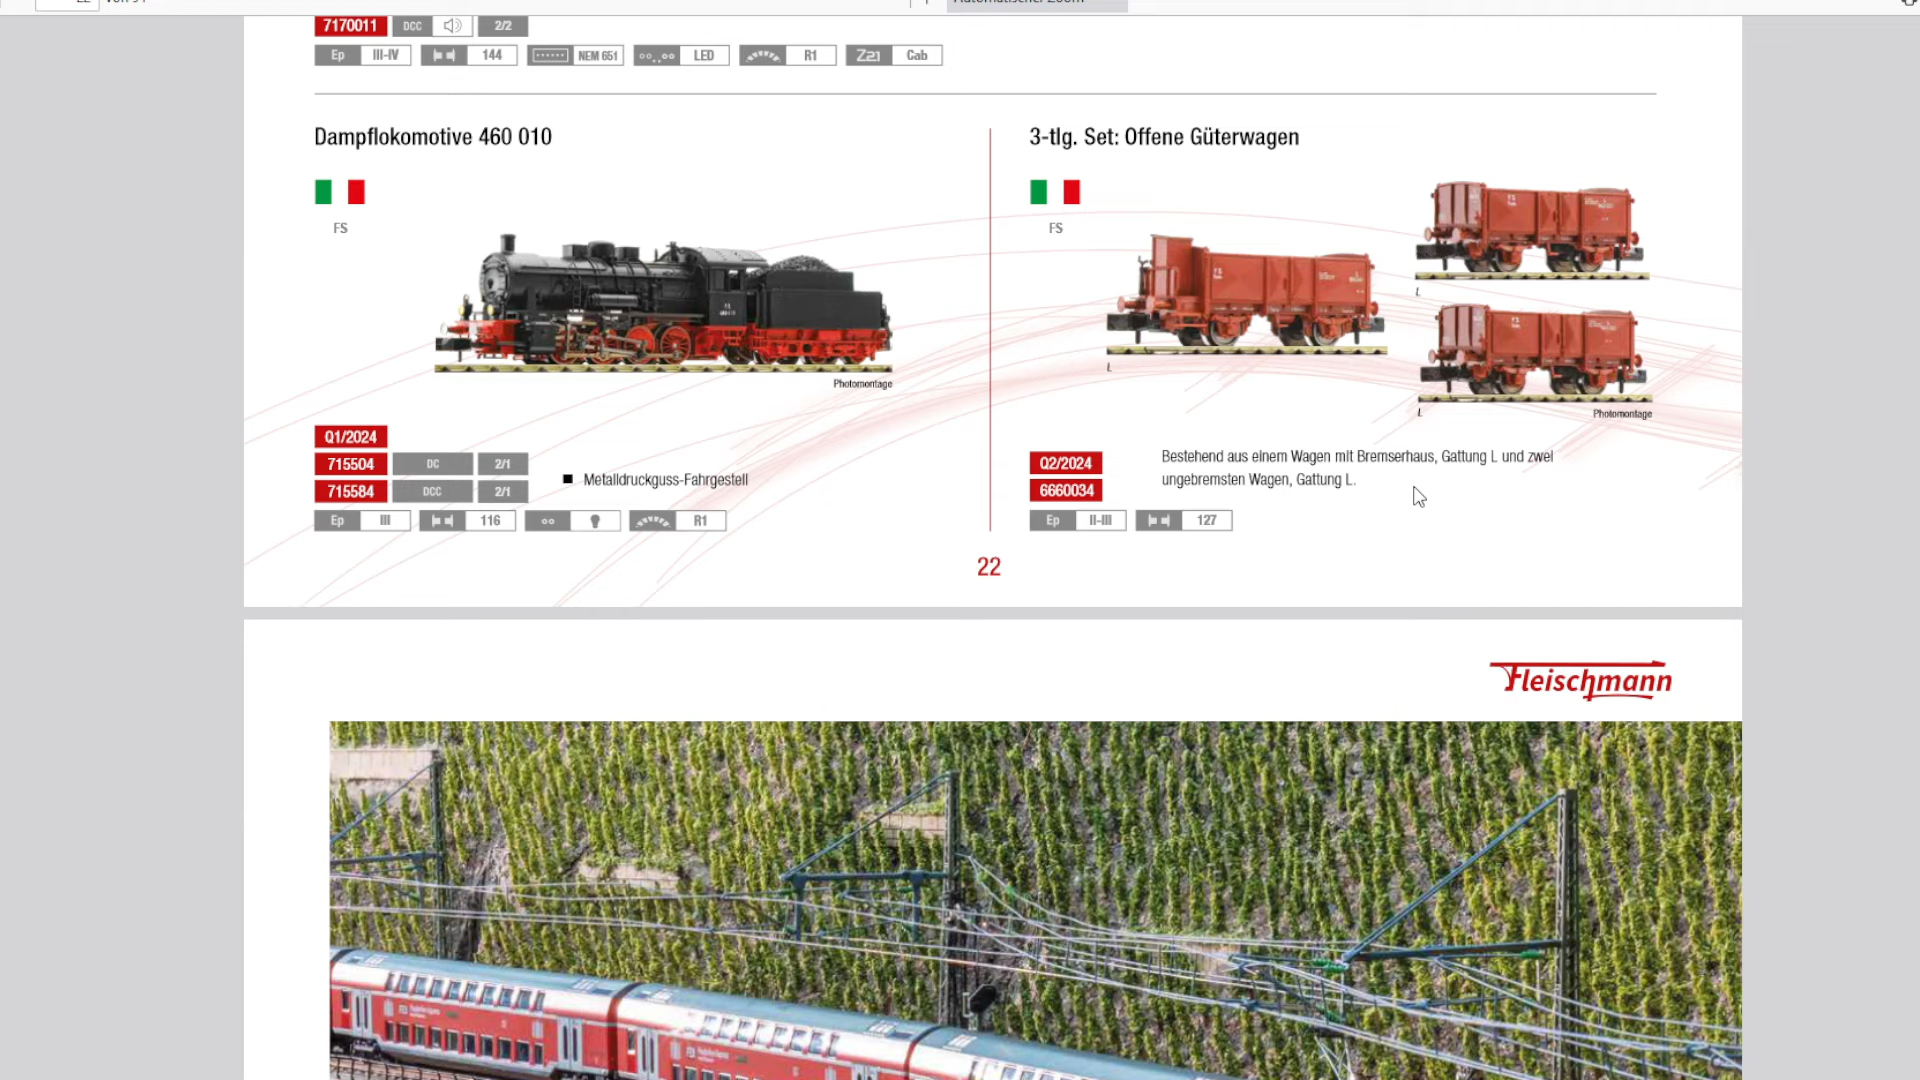 7170011 DCC 2/2
Ep III-IV 144 NEM 651 LED R1 Z21 Cab
Dampflokomotive 460 010
FS
Photomontage
Q1/2024
715504 DC 2/1
715584 DCC 2/1
Metalldruckguss-Fahrgestell
Ep III 116 R1
3-tlg. Set: Offene Güterwagen
FS
L
L
L
Photomontage
Q2/2024
6660034
Bestehend aus einem Wagen mit Bremserhaus, Gattung L und zwei
ungebremsten Wagen, Gattung L.
Ep II-III 127
22
Fleischmann